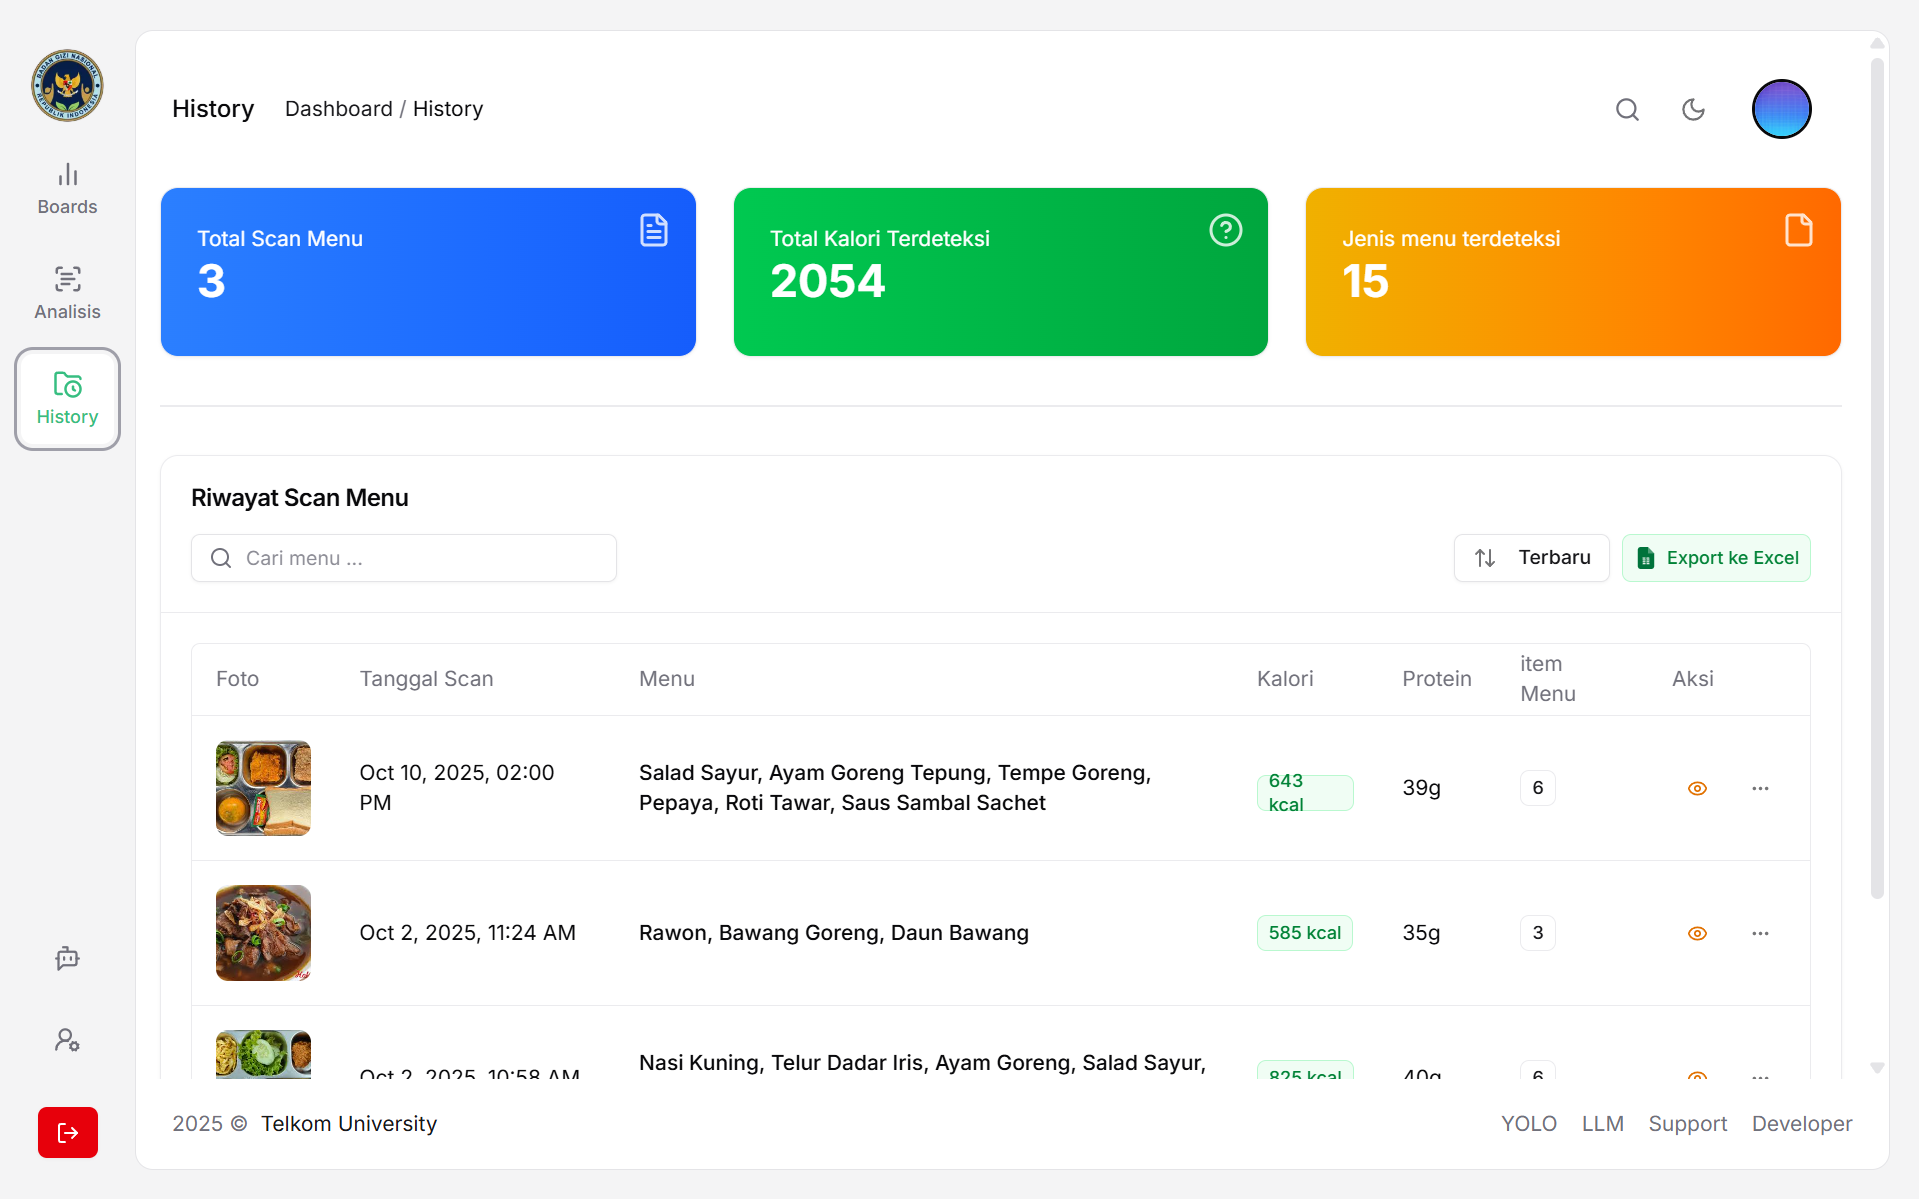 BADAN GIZI NASIONAL
REPUBLIK INDONESIA
Boards
Analisis
History
History
Dashboard / History
Total Scan Menu
3
Total Kalori Terdeteksi
2054
Jenis menu terdeteksi
15
Riwayat Scan Menu
Cari menu ...
Terbaru
Export ke Excel
Foto
Tanggal Scan
Menu
Kalori
Protein
item
Menu
Aksi
Oct 10, 2025, 02:00
PM
Salad Sayur, Ayam Goreng Tepung, Tempe Goreng,
Pepaya, Roti Tawar, Saus Sambal Sachet
643
kcal
39g
6
Oct 2, 2025, 11:24 AM
Rawon, Bawang Goreng, Daun Bawang
585 kcal
35g
3
Oct 2, 2025, 10:58 AM
Nasi Kuning, Telur Dadar Iris, Ayam Goreng, Salad Sayur,
825 kcal
40g
6
2025 © Telkom University
YOLO
LLM
Support
Developer